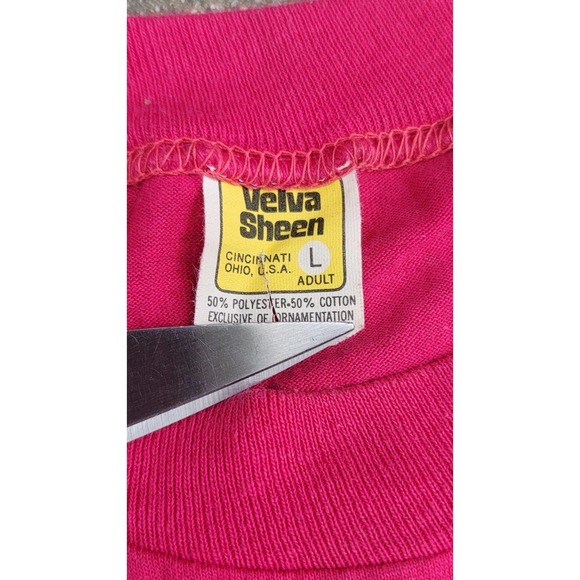 Velva
Sheen
CINCINNATI
OHIO, U.S.A.
L
ADULT
50% POLYESTER•50% COTTON
EXCLUSIVE OF ORNAMENTATION